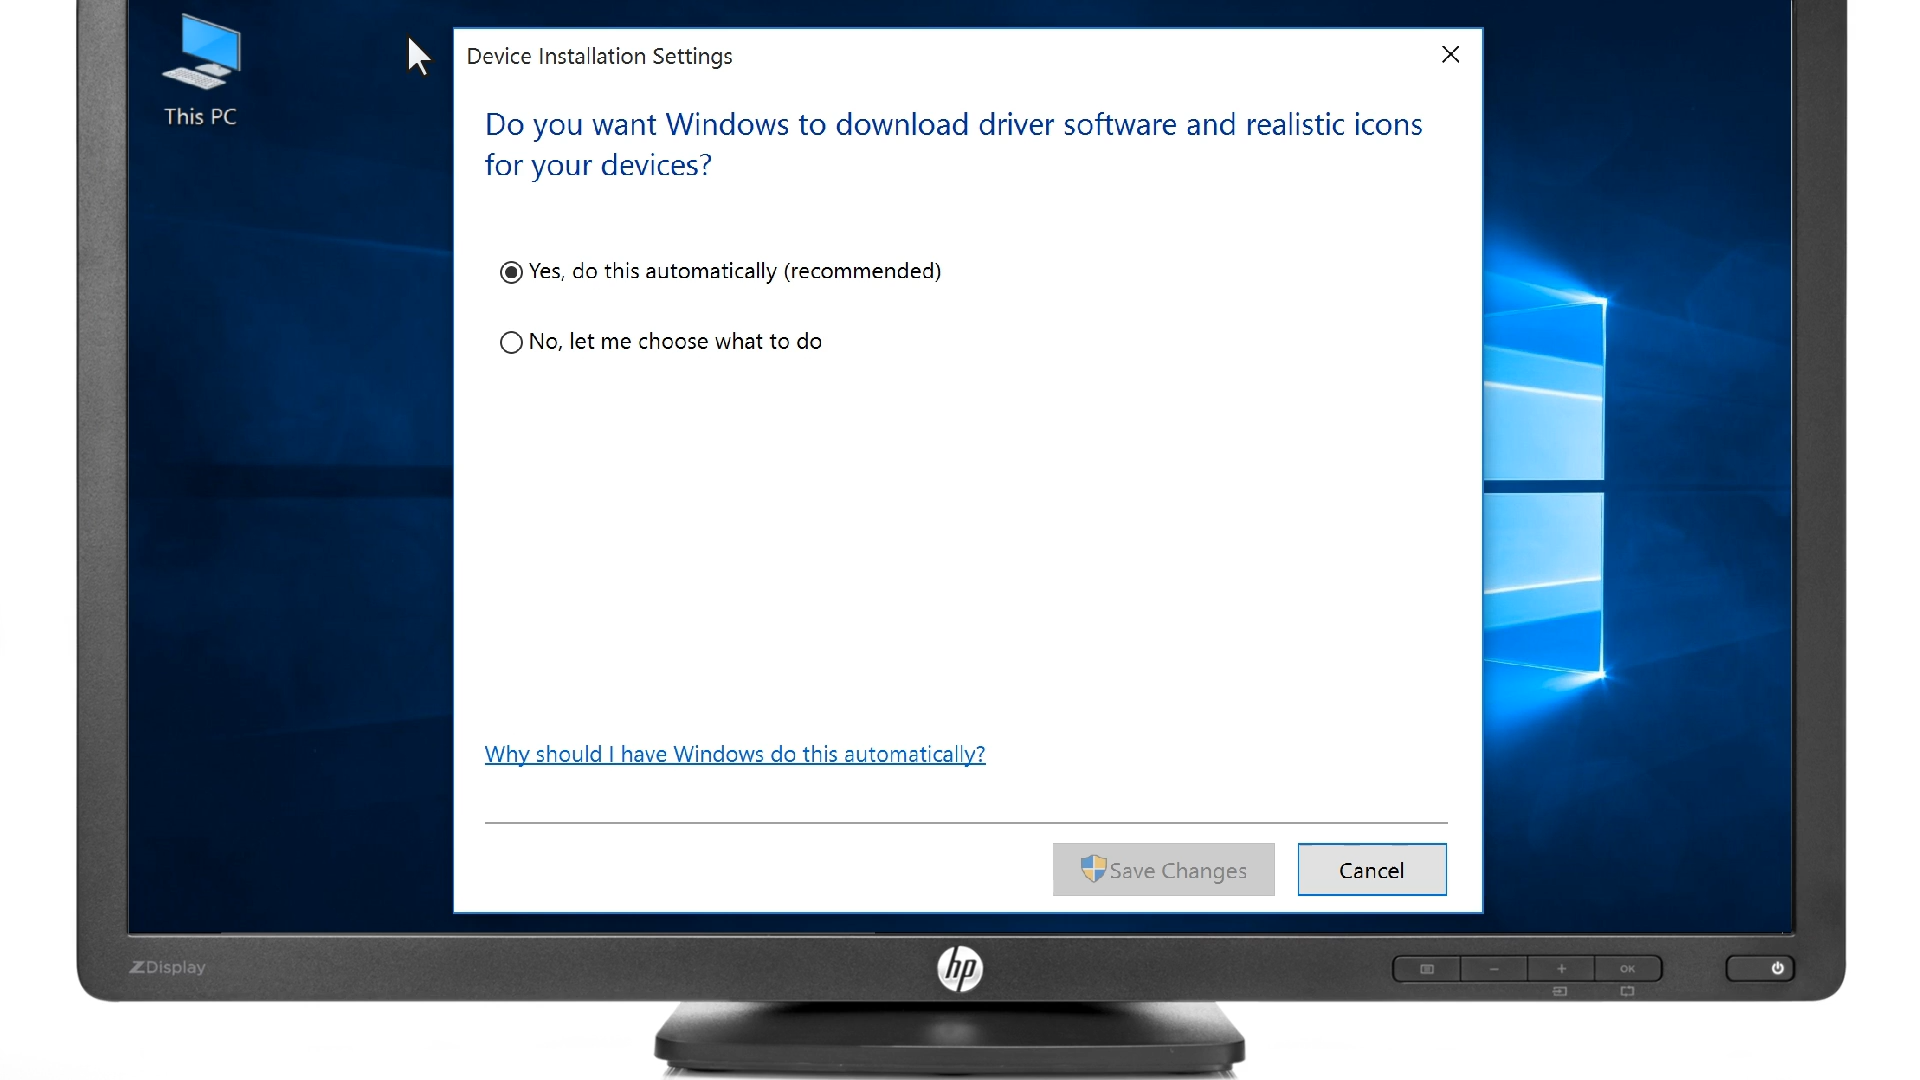 This PC
Device Installation Settings
Do you want Windows to download driver software and realistic icons
for your devices?
Yes, do this automatically (recommended)
No, let me choose what to do
Why should I have Windows do this automatically?
Save Changes
Cancel
ZDisplay
hp
OK